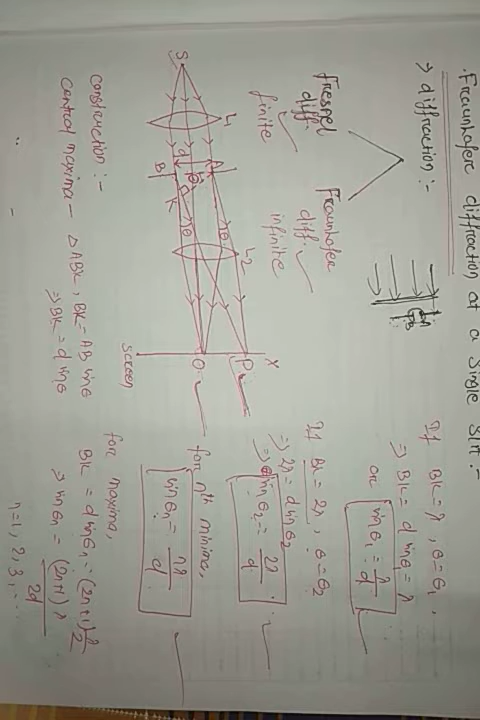 Fraunhofer diffraction at a single slit :-
⇒ diffraction :-
A
B
Fresnel
diff.
finite
Fraunhofer
diff.
infinite
S
L1
A
d
θ
B
K
θ
θ
L2
X
P
O
screen
construction :-
central maxima - Δ ABK, BK = AB sinθ
⇒ BK = d sinθ
If BK = λ, θ = θ1,
⇒ BK = d sinθ = λ
or sinθ1 = λ/d
If BK = 2λ, θ = θ2
⇒ 2λ = d sinθ2
⇒ sinθ2 = 2λ/d.
for nth minima,
sinθn = nλ/d.
for maxima,
BK = d sinθn = (2n+1) λ/2
⇒ sinθn = (2n+1) λ/2d
n = 1, 2, 3, ...